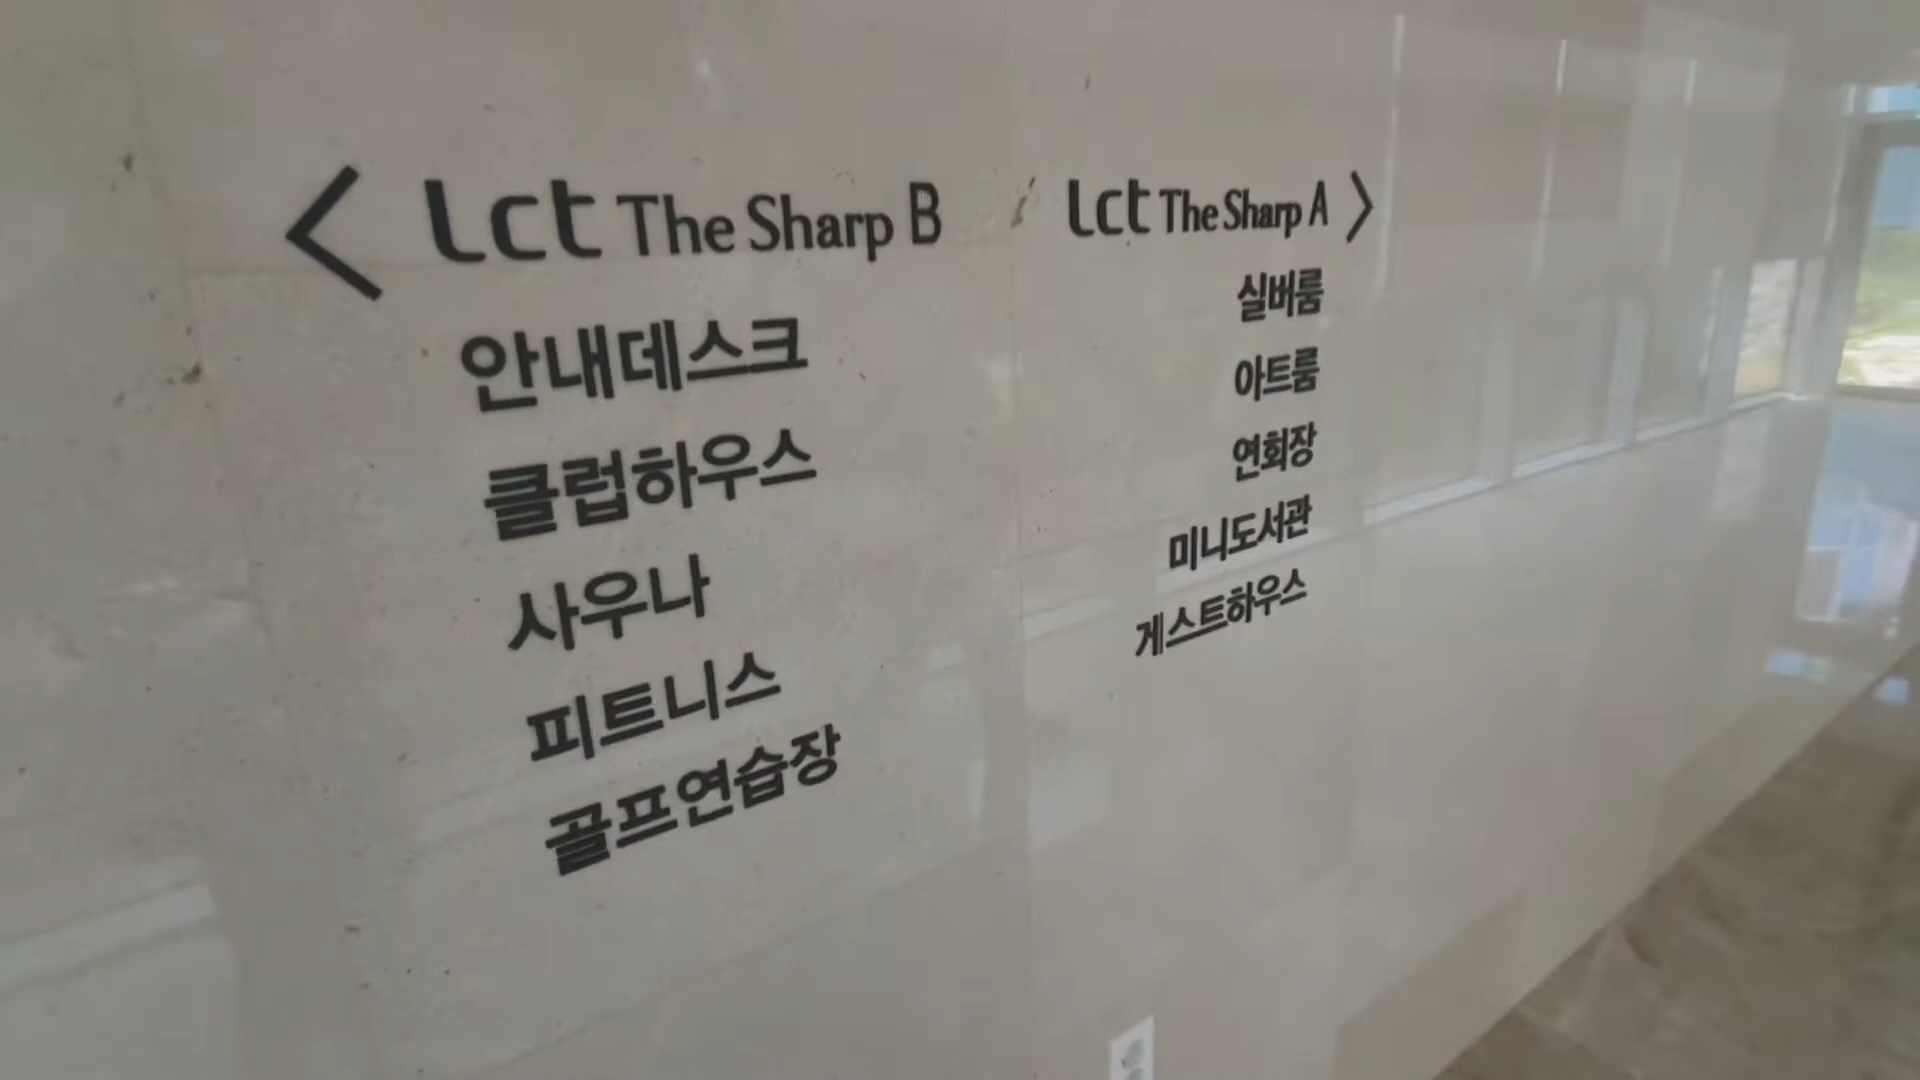 < Lct The Sharp B
안내데스크
클럽하우스
사우나
피트니스
골프연습장
Lct The Sharp A >
실버룸
아트룸
연회장
미니도서관
게스트하우스